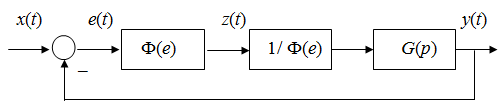 x(t) e(t) z(t) y(t)
Φ(e) 1/ Φ(e) G(p)
−